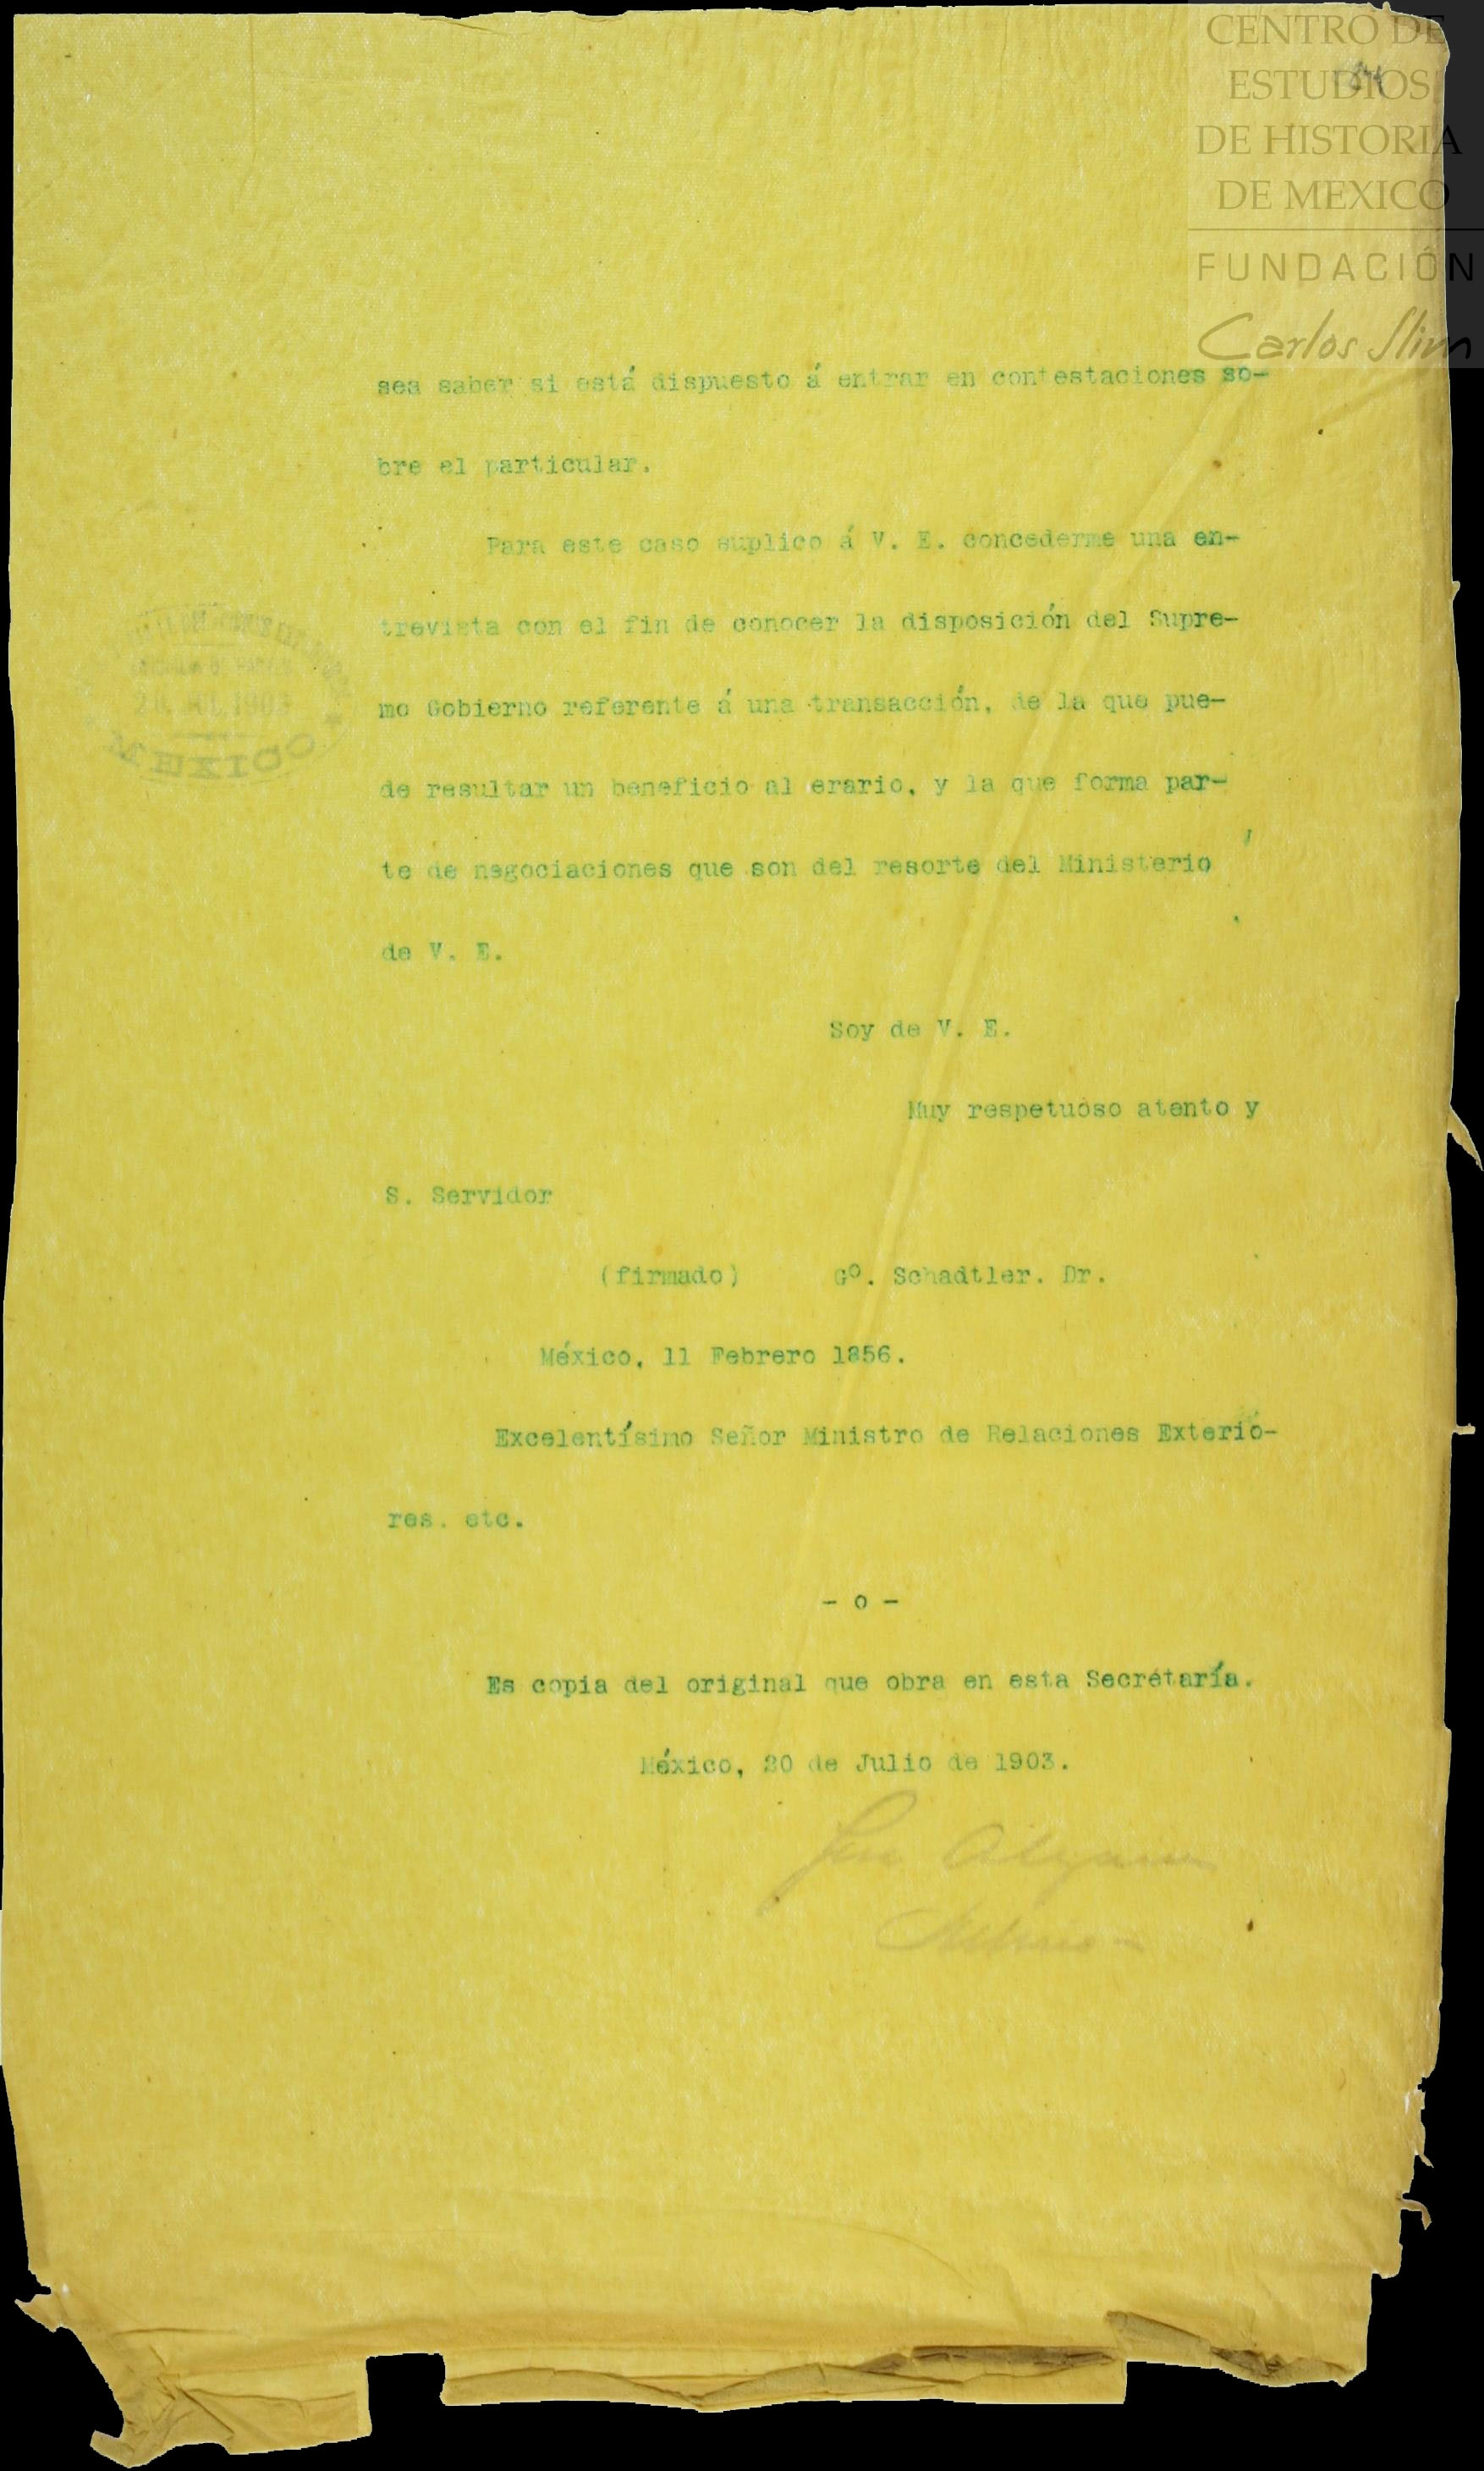 CENTRO DE
ESTUDIOS
DE HISTORIA
DE MEXICO
FUNDACIÓN
Carlos Slim
sea saber si está dispuesto á entrar en contestaciones so-
bre el particular.
Para este caso suplico á V. E. concederme una en-
trevista con el fin de conocer la disposición del Supre-
mo Gobierno referente á una transacción, de la que pue-
de resultar un beneficio al erario, y la que forma par-
te de negociaciones que son del resorte del Ministerio
de V. E.
Soy de V. E.
Muy respetuoso atento y
S. Servidor
(firmado) Gº. Schadtler. Dr.
México, 11 Febrero 1856.
Excelentísimo Señor Ministro de Relaciones Exterio-
res. etc.
- o -
Es copia del original que obra en esta Secretaría.
México, 20 de Julio de 1903.
1903
MEXICO